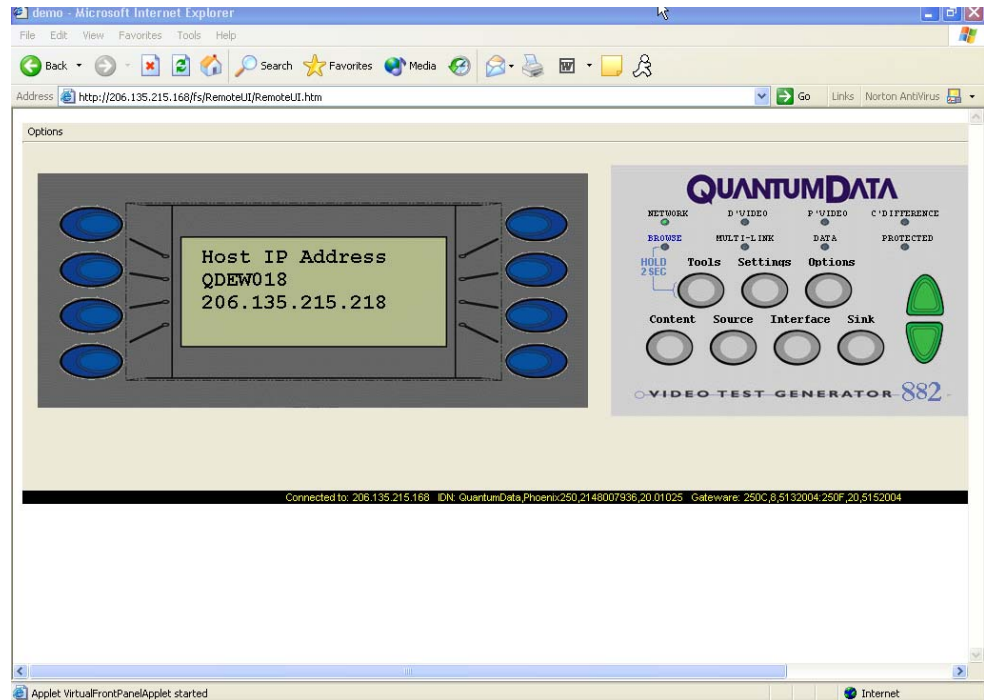 demo - Microsoft Internet Explorer
File Edit View Favorites Tools Help
Back Search Favorites Media
Address http://206.135.215.168/fs/RemoteUI/RemoteUI.htm Go Links Norton AntiVirus
Options
Host IP Address
QDEW018
206.135.215.218
QUANTUMDATA
NETWORK D'VIDEO P'VIDEO C'DIFFERENCE
BROWSE MULTI-LINK DATA PROTECTED
HOLD
2 SEC
Tools Settings Options
Content Source Interface Sink
VIDEO TEST GENERATOR 882
Connected to: 206.135.215.168 IDN: QuantumData,Phoenix250,2148007936,20.01025 Gateware: 250C,8,5132004:250F,20,5152004
Applet VirtualFrontPanelApplet started Internet